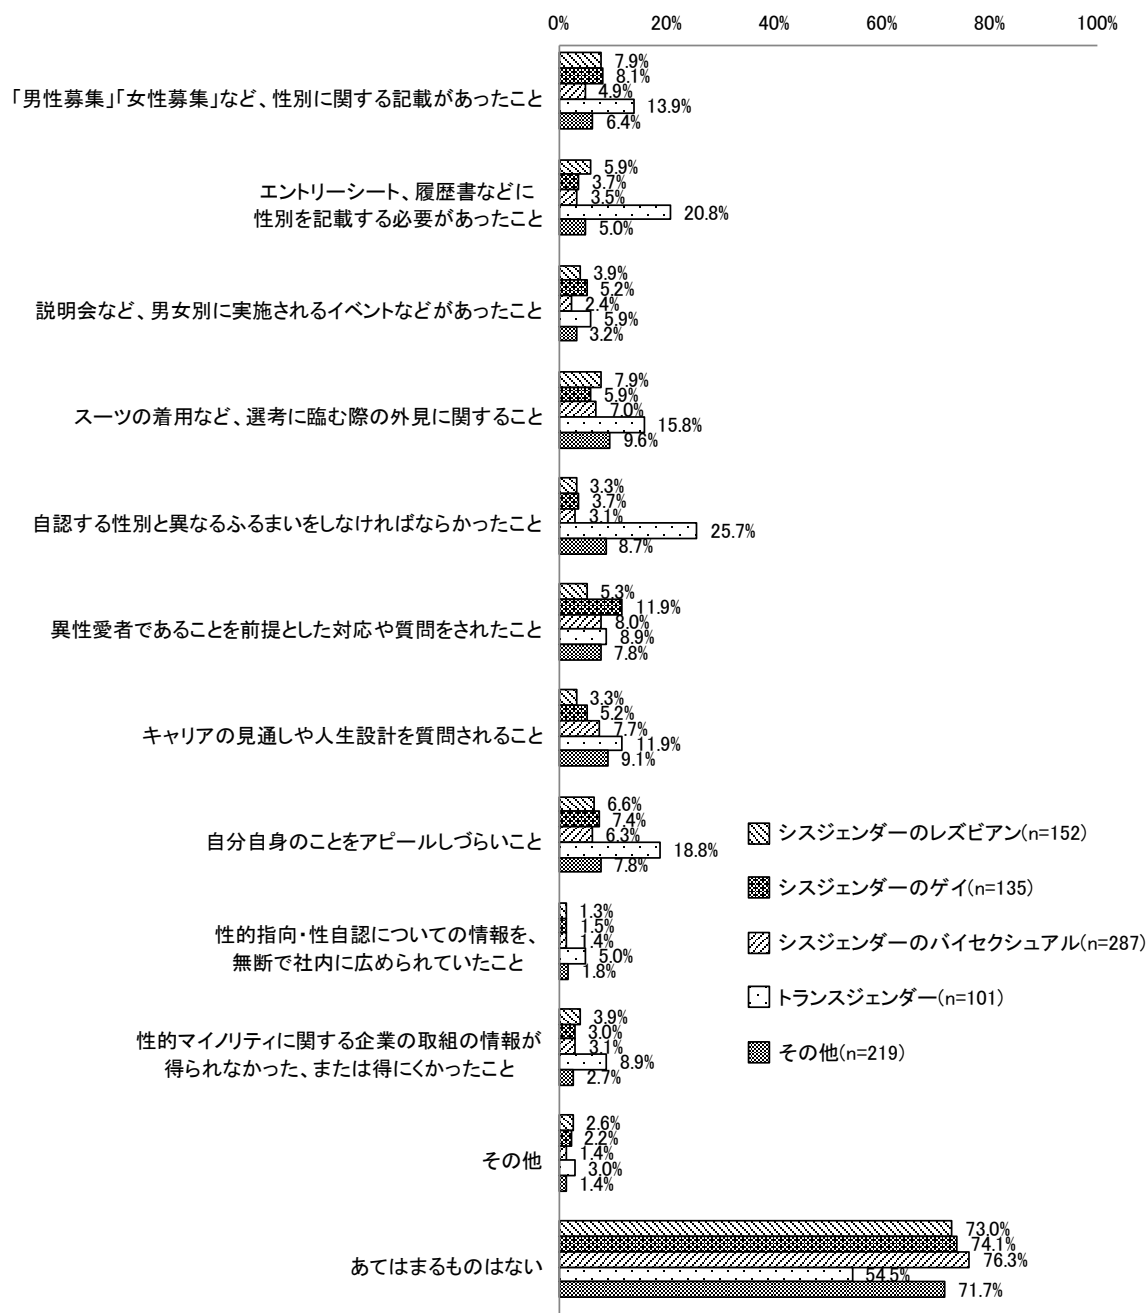 0% 20% 40% 60% 80% 100%
「男性募集」「女性募集」など、性別に関する記載があったこと
7.9%
8.1%
4.9%
13.9%
6.4%
エントリーシート、履歴書などに
性別を記載する必要があったこと
5.9%
3.7%
3.5%
20.8%
5.0%
説明会など、男女別に実施されるイベントなどがあったこと
3.9%
5.2%
2.4%
5.9%
3.2%
スーツの着用など、選考に臨む際の外見に関すること
7.9%
5.9%
7.0%
15.8%
9.6%
自認する性別と異なるふるまいをしなければならかったこと
3.3%
3.7%
3.1%
25.7%
8.7%
異性愛者であることを前提とした対応や質問をされたこと
5.3%
11.9%
8.0%
8.9%
7.8%
キャリアの見通しや人生設計を質問されること
3.3%
5.2%
7.7%
11.9%
9.1%
自分自身のことをアピールしづらいこと
6.6%
7.4%
6.3%
18.8%
7.8%
性的指向・性自認についての情報を、
無断で社内に広められていたこと
1.3%
1.5%
1.4%
5.0%
1.8%
性的マイノリティに関する企業の取組の情報が
得られなかった、または得にくかったこと
3.9%
3.0%
3.1%
8.9%
2.7%
その他
2.6%
2.2%
1.4%
3.0%
1.4%
あてはまるものはない
73.0%
74.1%
76.3%
54.5%
71.7%
シスジェンダーのレズビアン(n=152)
シスジェンダーのゲイ(n=135)
シスジェンダーのバイセクシュアル(n=287)
トランスジェンダー(n=101)
その他(n=219)